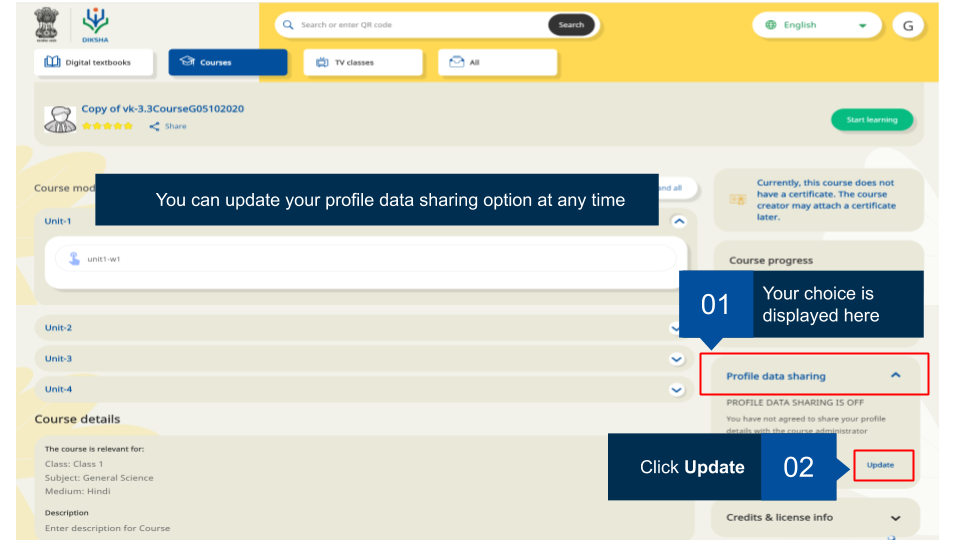 DIKSHA
Search or enter QR code
Search
English
G
Digital textbooks
Courses
TV classes
All
Copy of vk-3.3CourseG05102020
Share
Start learning
Course mod
and all
You can update your profile data sharing option at any time
Currently, this course does not
have a certificate. The course
creator may attach a certificate
later.
Unit-1
unit1-w1
Course progress
01
Your choice is
displayed here
Unit-2
Unit-3
Unit-4
Profile data sharing
PROFILE DATA SHARING IS OFF
You have not agreed to share your profile
details with the course administrator
Click Update
02
Update
Course details
The course is relevant for:
Class: Class 1
Subject: General Science
Medium: Hindi
Description
Enter description for Course
Credits & license info